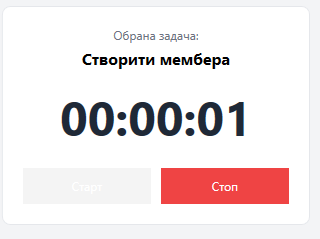 Обрана задача:
Створити мембера
00:00:01
Старт
Стоп